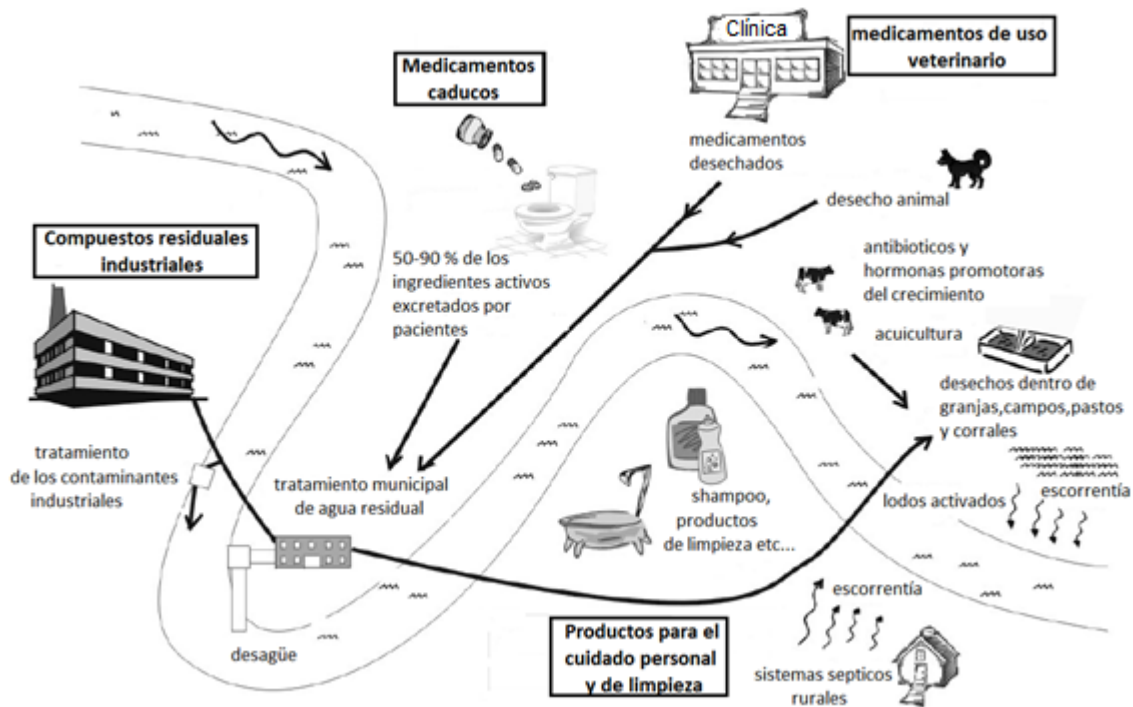 Clínica
medicamentos de uso
veterinario
Medicamentos
caducos
medicamentos
desechados
desecho animal
Compuestos residuales
industriales
50-90 % de los
ingredientes activos
excretados por
pacientes
antibioticos y
hormonas promotoras
del crecimiento
acuicultura
desechos dentro de
granjas,campos,pastos
y corrales
tratamiento
de los contaminantes
industriales
tratamiento municipal
de agua residual
shampoo,
productos
de limpieza etc...
lodos activados
escorrentía
escorrentía
desagüe
Productos para el
cuidado personal
y de limpieza
sistemas septicos
rurales